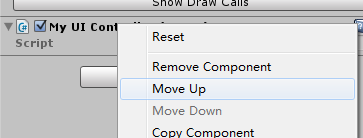 Show Draw Calls
My UI Cont
Script
Reset
Remove Component
Move Up
Move Down
Copy Component